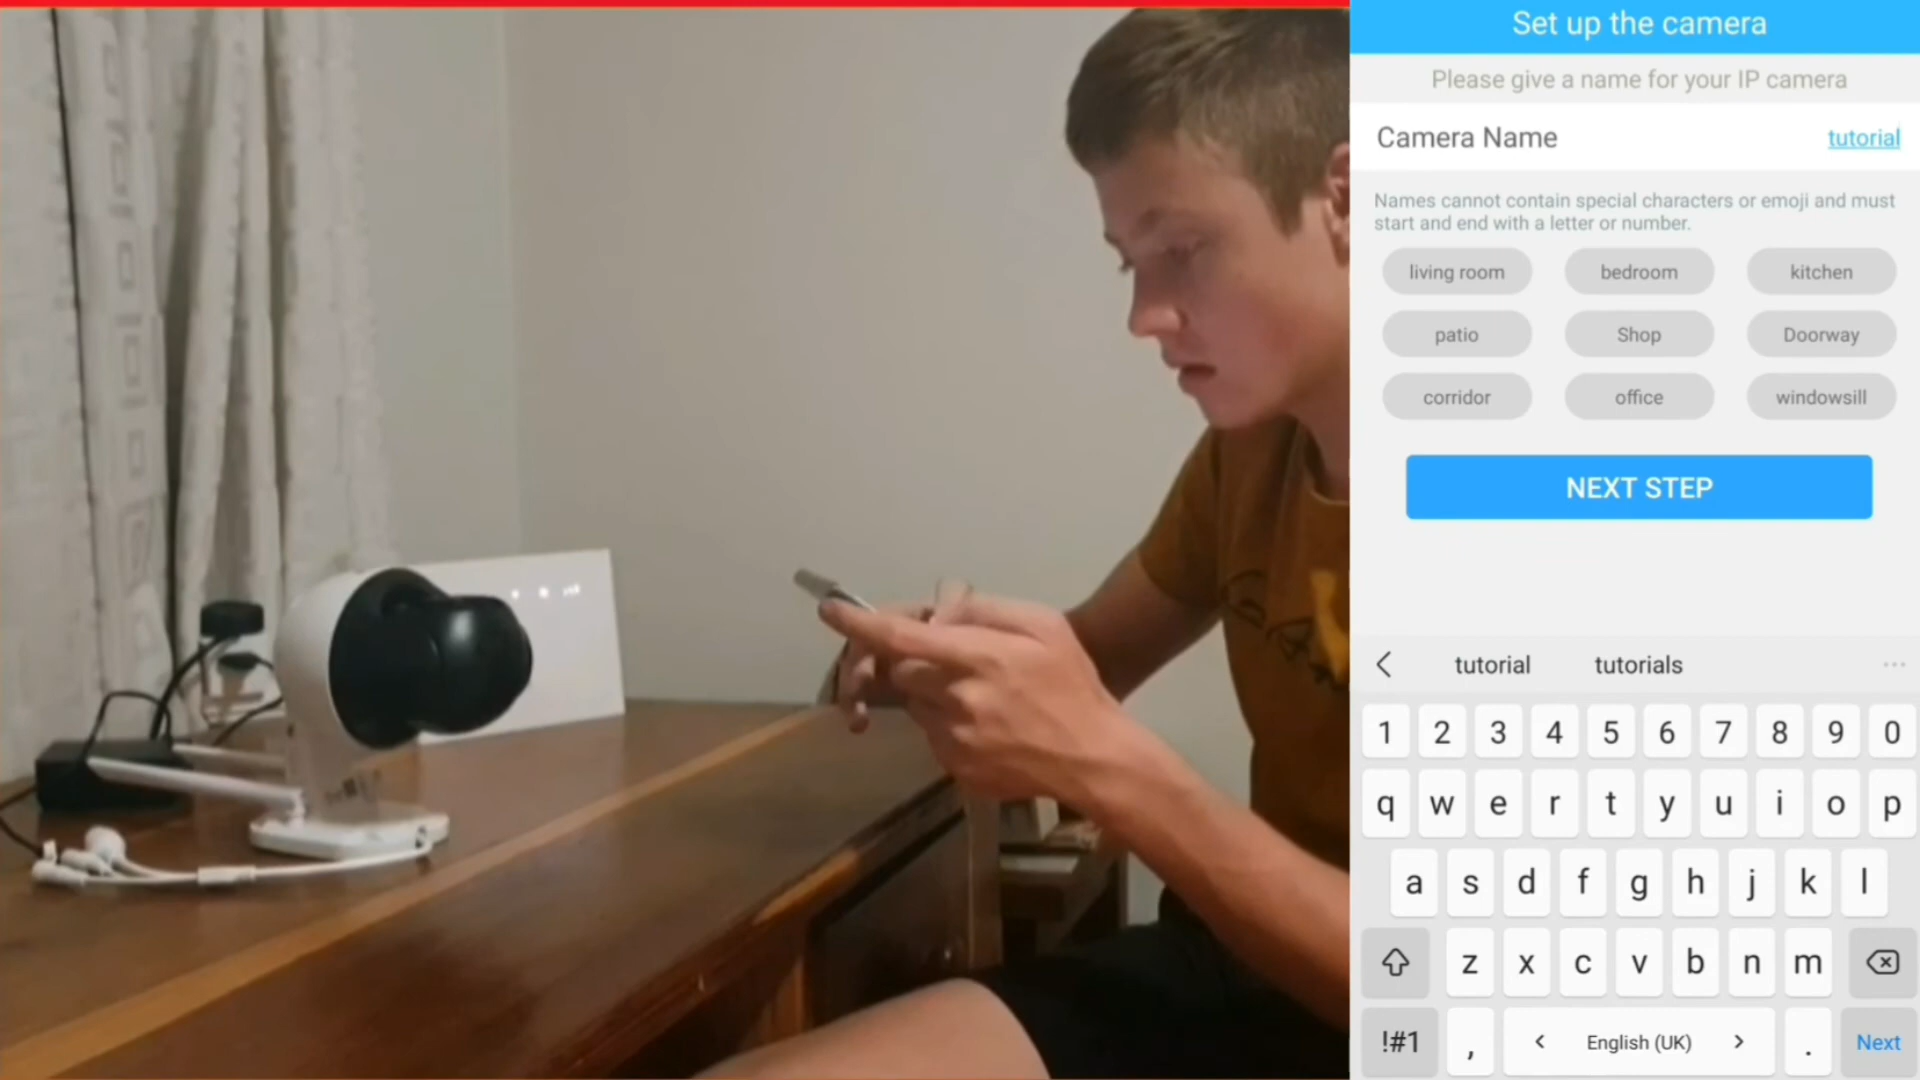 Set up the camera
Please give a name for your IP camera
Camera Name
tutorial
Names cannot contain special characters or emoji and must
start and end with a letter or number.
living room
bedroom
kitchen
patio
Shop
Doorway
corridor
office
windowsill
NEXT STEP
tutorial
tutorials
1 2 3 4 5 6 7 8 9 0
q w e r t y u i o p
a s d f g h j k l
z x c v b n m
!#1 , English (UK) . Next